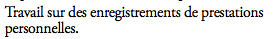 Travail sur des enregistrements de prestations
personnelles.